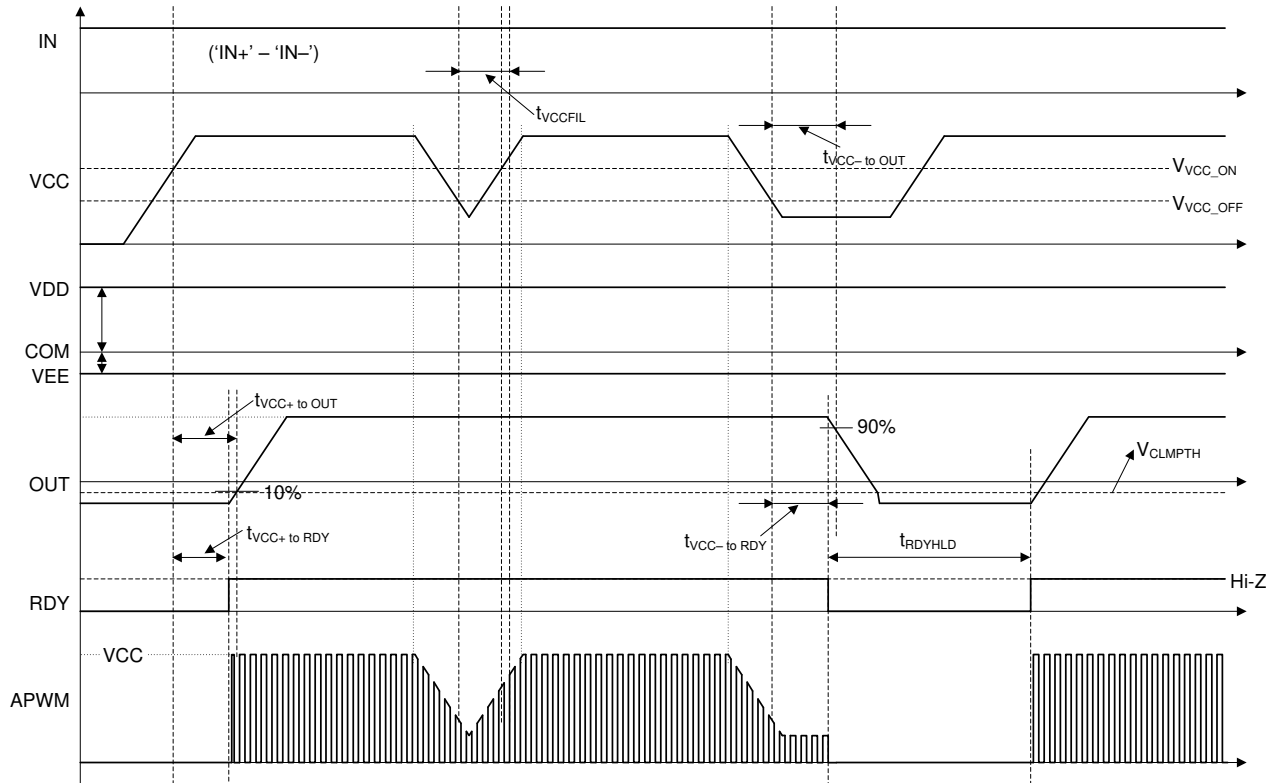 IN
(‘IN+’ – ‘IN–’)
tVCCFIL
tVCC– to OUT
VCC
VVCC_ON
VVCC_OFF
VDD
COM
VEE
tVCC+ to OUT
90%
VCLMPTH
OUT
10%
tVCC+ to RDY
tVCC– to RDY
tRDYHLD
Hi-Z
RDY
VCC
APWM